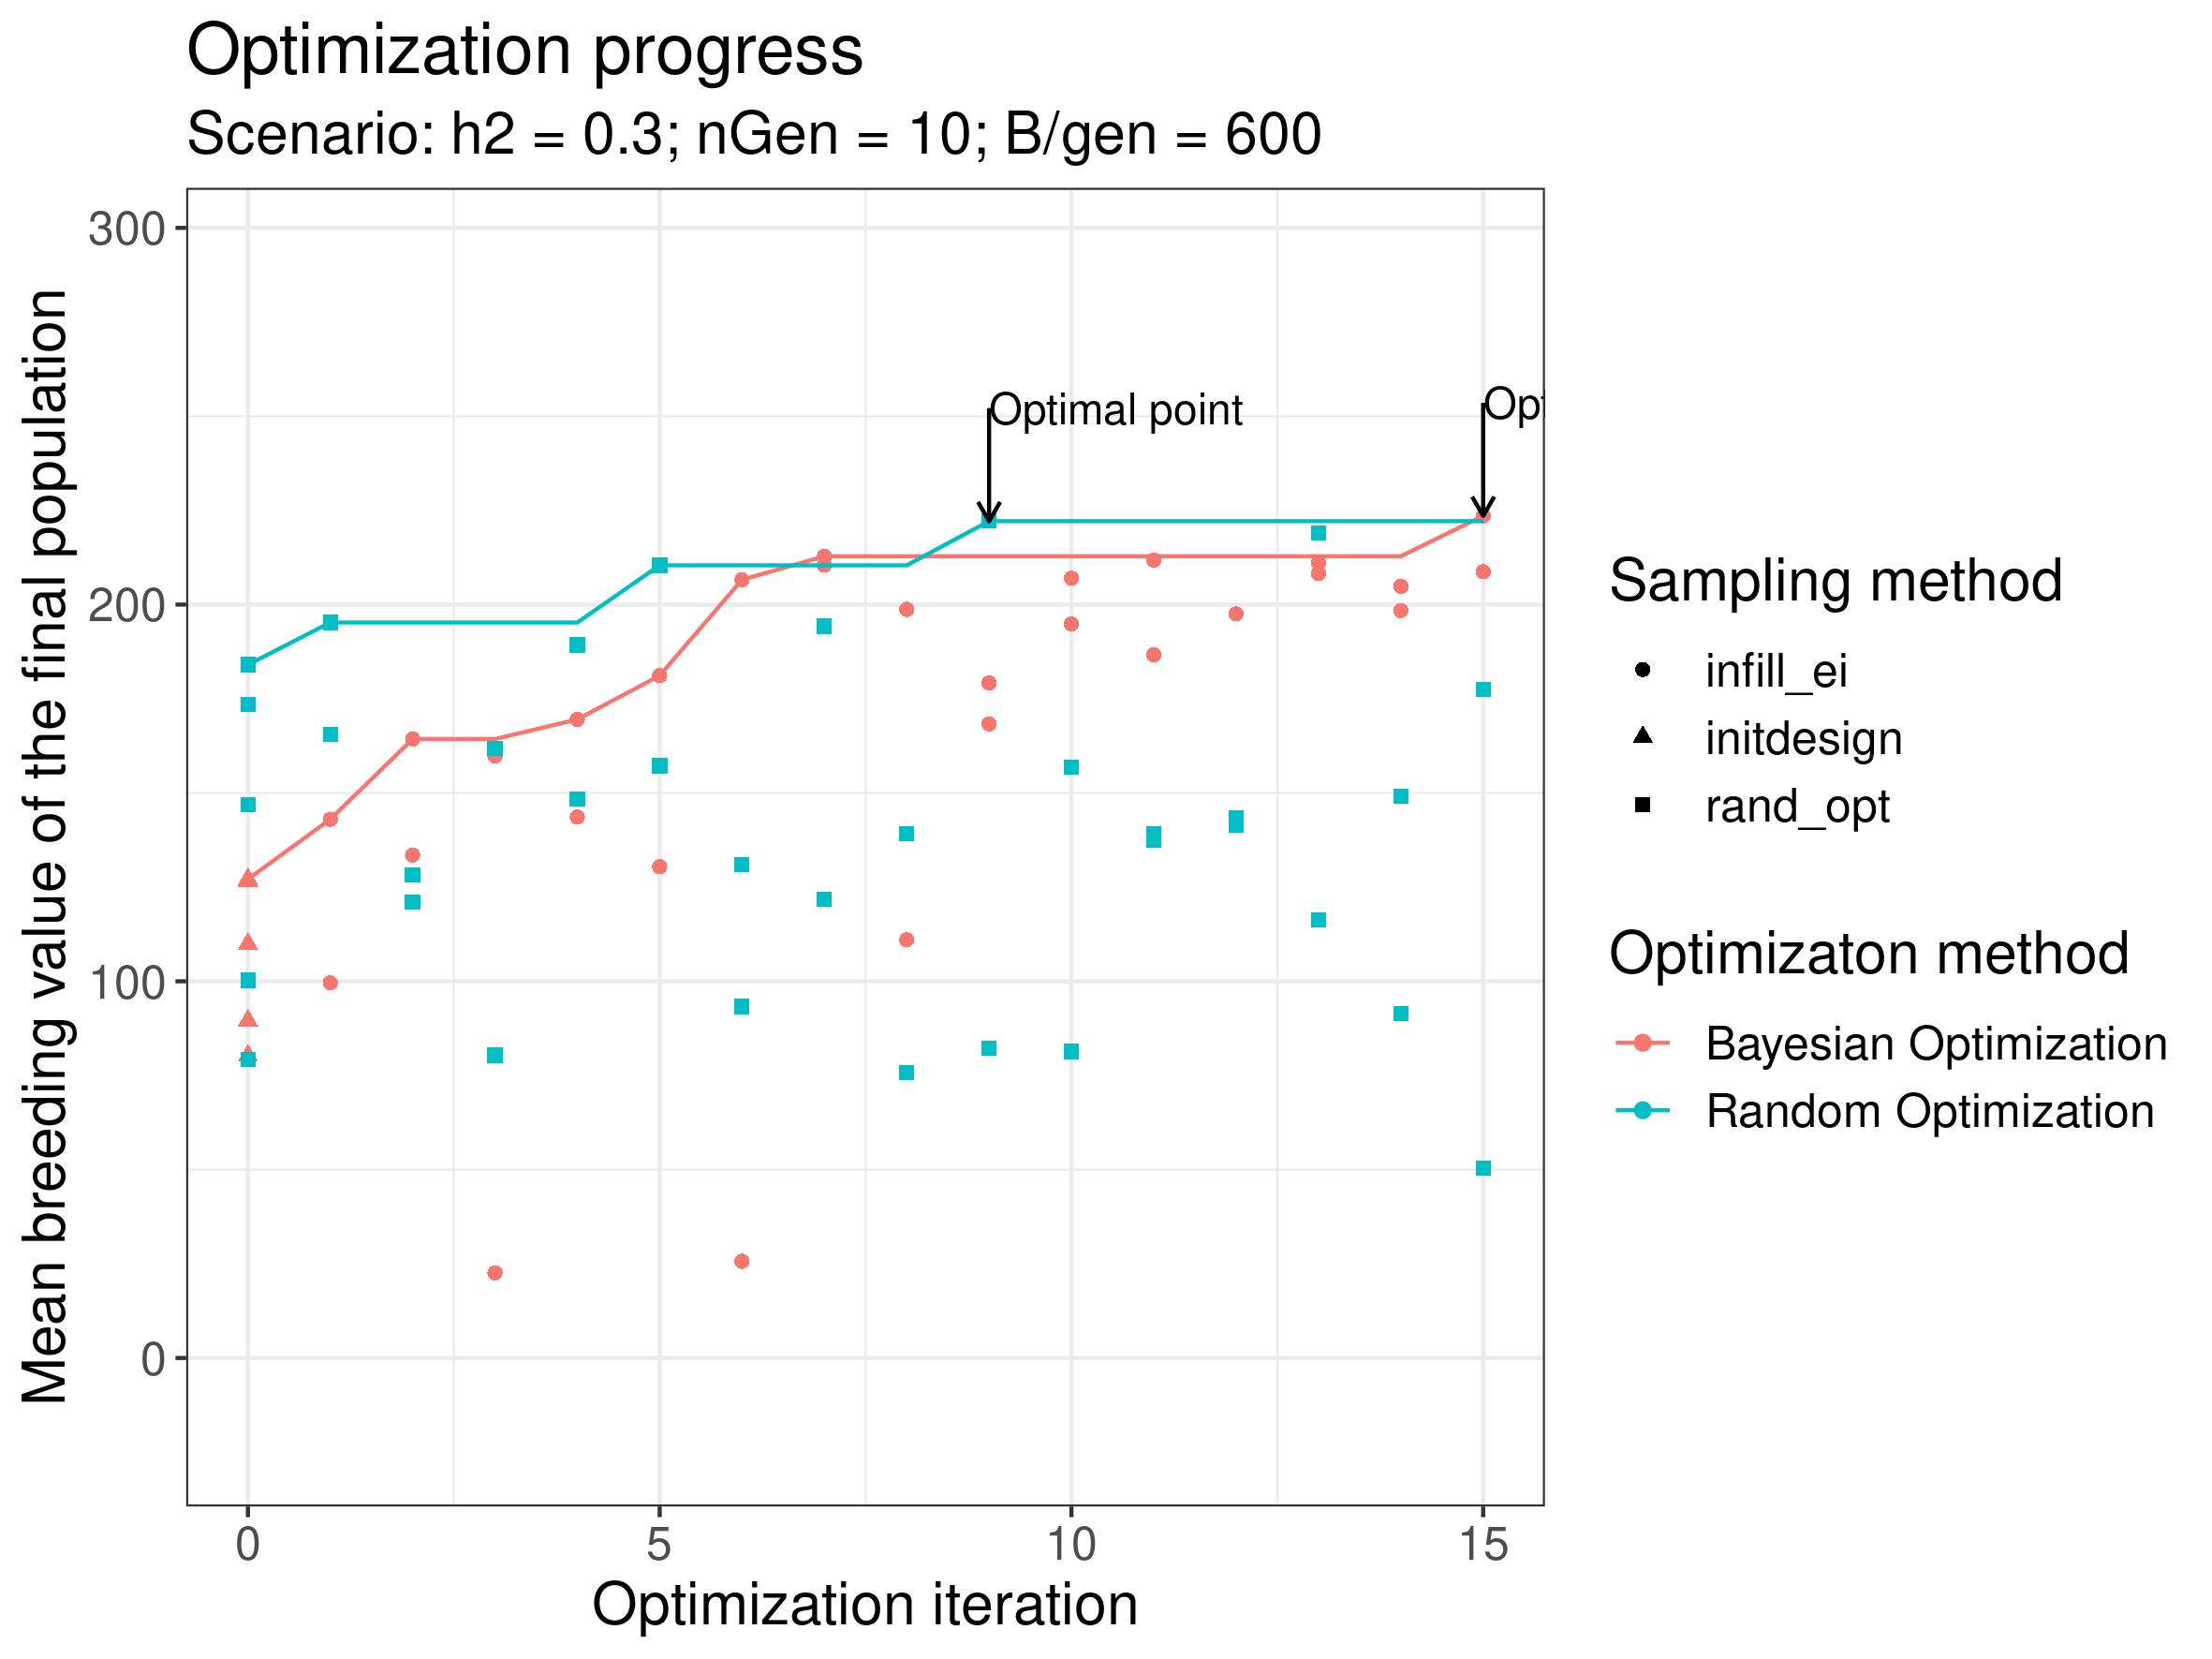 Optimization progress
Scenario: h2 = 0.3; nGen = 10; B/gen = 600
Mean breeding value of the final population
300
200
100
0
Optimal point
0
5
10
15
Optimization iteration
Sampling method
infill_ei
initdesign
rand_opt
Optimizaton method
Bayesian Optimization
Random Optimization